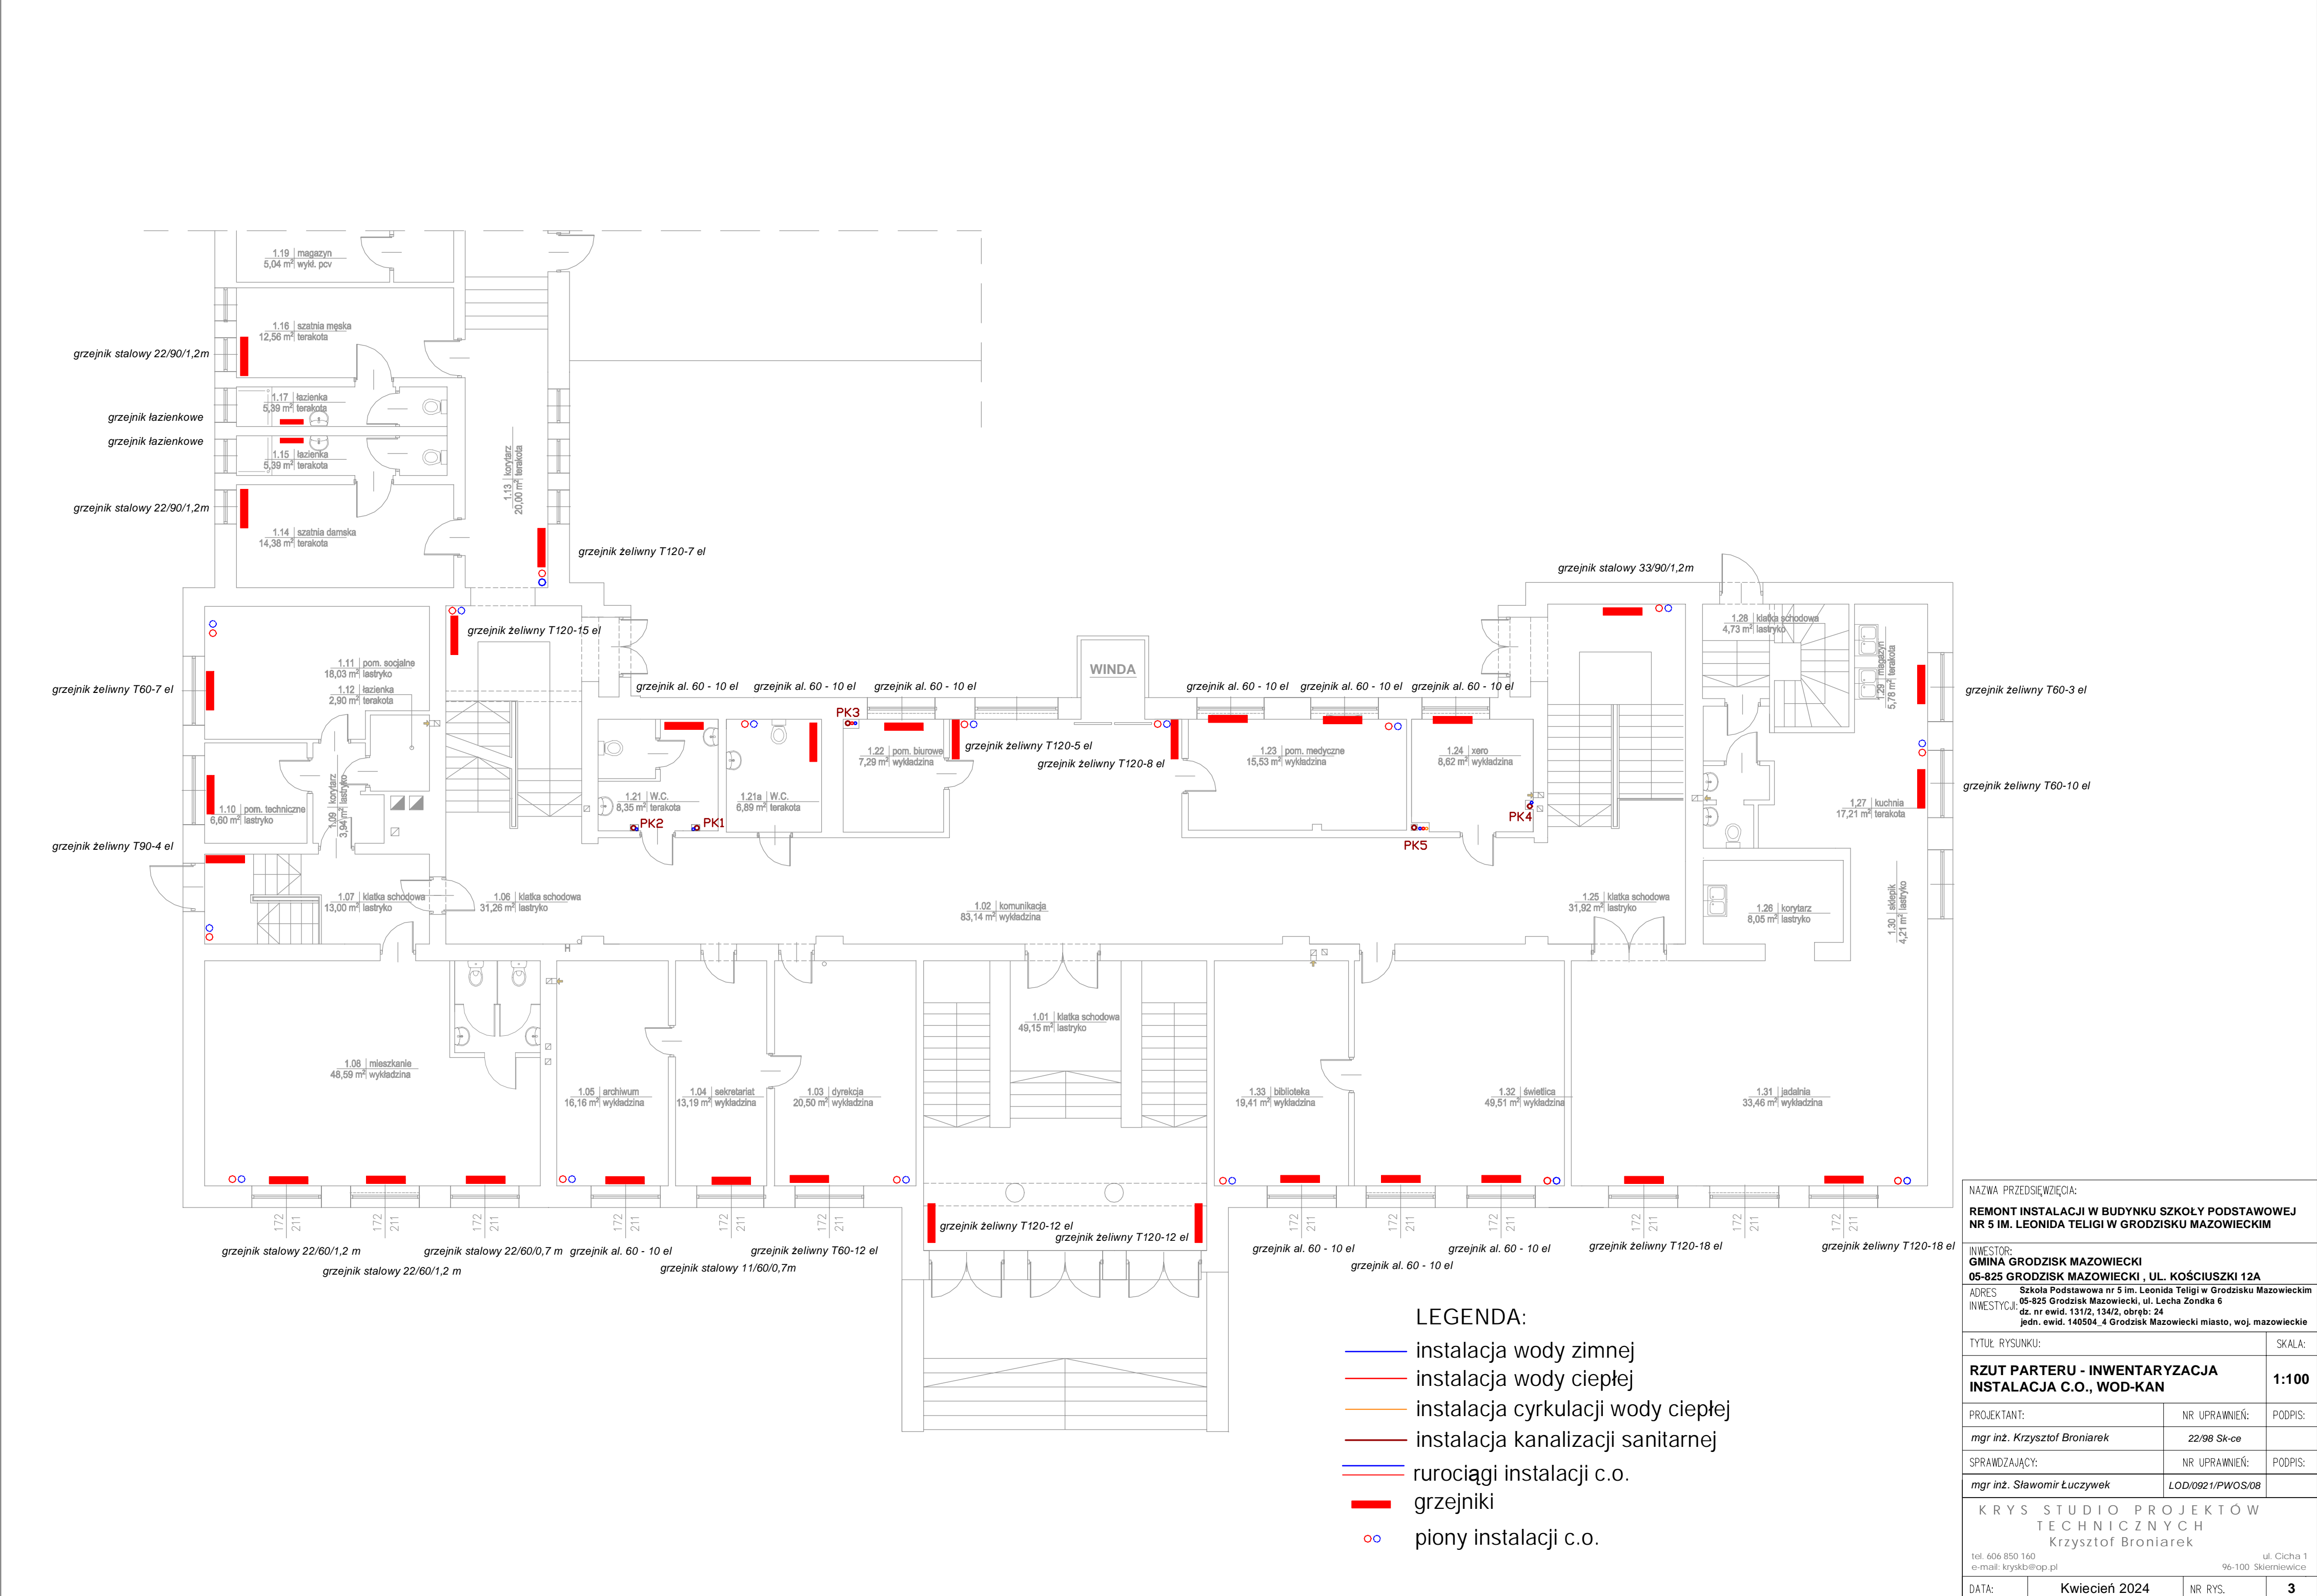 1.19 magazyn
5,04 m² wykł. pcv
1.16 szatnia męska
12,56 m² terakota
grzejnik stalowy 22/90/1,2m
1.17 łazienka
5,39 m² terakota
grzejnik łazienkowe
grzejnik łazienkowe
1.15 łazienka
5,39 m² terakota
1.13 korytarz
20,00 m² terakota
grzejnik stalowy 22/90/1,2m
1.14 szatnia damska
14,38 m² terakota
grzejnik żeliwny T120-7 el
grzejnik stalowy 33/90/1,2m
grzejnik żeliwny T120-15 el
1.28 klatka schodowa
4,73 m² lastryko
1.11 pom. socjalne
18,03 m² lastryko
1.12 łazienka
2,90 m² terakota
WINDA
1.29 magazyn
5,78 m² terakota
grzejnik żeliwny T60-7 el
grzejnik al. 60 - 10 el
grzejnik al. 60 - 10 el
grzejnik al. 60 - 10 el
grzejnik al. 60 - 10 el
grzejnik al. 60 - 10 el
grzejnik al. 60 - 10 el
grzejnik żeliwny T60-3 el
PK3
1.22 pom. biurowe
7,29 m² wykładzina
grzejnik żeliwny T120-5 el
grzejnik żeliwny T120-8 el
1.23 pom. medyczne
15,53 m² wykładzina
1.24 xero
8,62 m² wykładzina
grzejnik żeliwny T60-10 el
1.10 pom. techniczne
6,60 m² lastryko
1.09 korytarz
3,94 m² lastryko
1.21 W.C.
8,35 m² terakota
1.21a W.C.
6,89 m² terakota
1,27 kuchnia
17,21 m² terakota
PK2
PK1
PK4
PK5
grzejnik żeliwny T90-4 el
1.07 klatka schodowa
13,00 m² lastryko
1.06 klatka schodowa
31,26 m² lastryko
1.02 komunikacja
83,14 m² wykładzina
1.25 klatka schodowa
31,92 m² lastryko
1.26 korytarz
8,05 m² lastryko
1.30 sklepik
4,21 m² lastryko
H
1.01 klatka schodowa
49,15 m² lastryko
1.08 mieszkanie
48,59 m² wykładzina
1.05 archiwum
16,16 m² wykładzina
1.04 sekretariat
13,19 m² wykładzina
1.03 dyrekcja
20,50 m² wykładzina
1.33 biblioteka
19,41 m² wykładzina
1.32 świetlica
49,51 m² wykładzina
1.31 jadalnia
33,46 m² wykładzina
172
211
172
211
172
211
172
211
172
211
172
211
172
211
172
211
172
211
172
211
172
211
172
211
grzejnik żeliwny T120-12 el
grzejnik żeliwny T120-12 el
grzejnik stalowy 22/60/1,2 m
grzejnik stalowy 22/60/1,2 m
grzejnik stalowy 22/60/0,7 m
grzejnik al. 60 - 10 el
grzejnik stalowy 11/60/0,7m
grzejnik żeliwny T60-12 el
grzejnik al. 60 - 10 el
grzejnik al. 60 - 10 el
grzejnik al. 60 - 10 el
grzejnik żeliwny T120-18 el
grzejnik żeliwny T120-18 el
LEGENDA:
instalacja wody zimnej
instalacja wody ciepłej
instalacja cyrkulacji wody ciepłej
instalacja kanalizacji sanitarnej
rurociągi instalacji c.o.
grzejniki
piony instalacji c.o.
NAZWA PRZEDSIĘWZIĘCIA:
REMONT INSTALACJI W BUDYNKU SZKOŁY PODSTAWOWEJ
NR 5 IM. LEONIDA TELIGI W GRODZISKU MAZOWIECKIM
INWESTOR:
GMINA GRODZISK MAZOWIECKI
05-825 GRODZISK MAZOWIECKI , UL. KOŚCIUSZKI 12A
ADRES INWESTYCJI:
Szkoła Podstawowa nr 5 im. Leonida Teligi w Grodzisku Mazowieckim
05-825 Grodzisk Mazowiecki, ul. Lecha Zondka 6
dz. nr ewid. 131/2, 134/2, obręb: 24
jedn. ewid. 140504_4 Grodzisk Mazowiecki miasto, woj. mazowieckie
TYTUŁ RYSUNKU: SKALA:
RZUT PARTERU - INWENTARYZACJA
INSTALACJA C.O., WOD-KAN
1:100
PROJEKTANT: NR UPRAWNIEŃ: PODPIS:
mgr inż. Krzysztof Broniarek 22/98 Sk-ce
SPRAWDZAJĄCY: NR UPRAWNIEŃ: PODPIS:
mgr inż. Sławomir Łuczywek LOD/0921/PWOS/08
KRYS STUDIO PROJEKTÓW
TECHNICZNYCH
Krzysztof Broniarek
tel. 606 850 160 ul. Cicha 1
e-mail: kryskb@op.pl 96-100 Skierniewice
DATA: Kwiecień 2024 NR RYS. 3